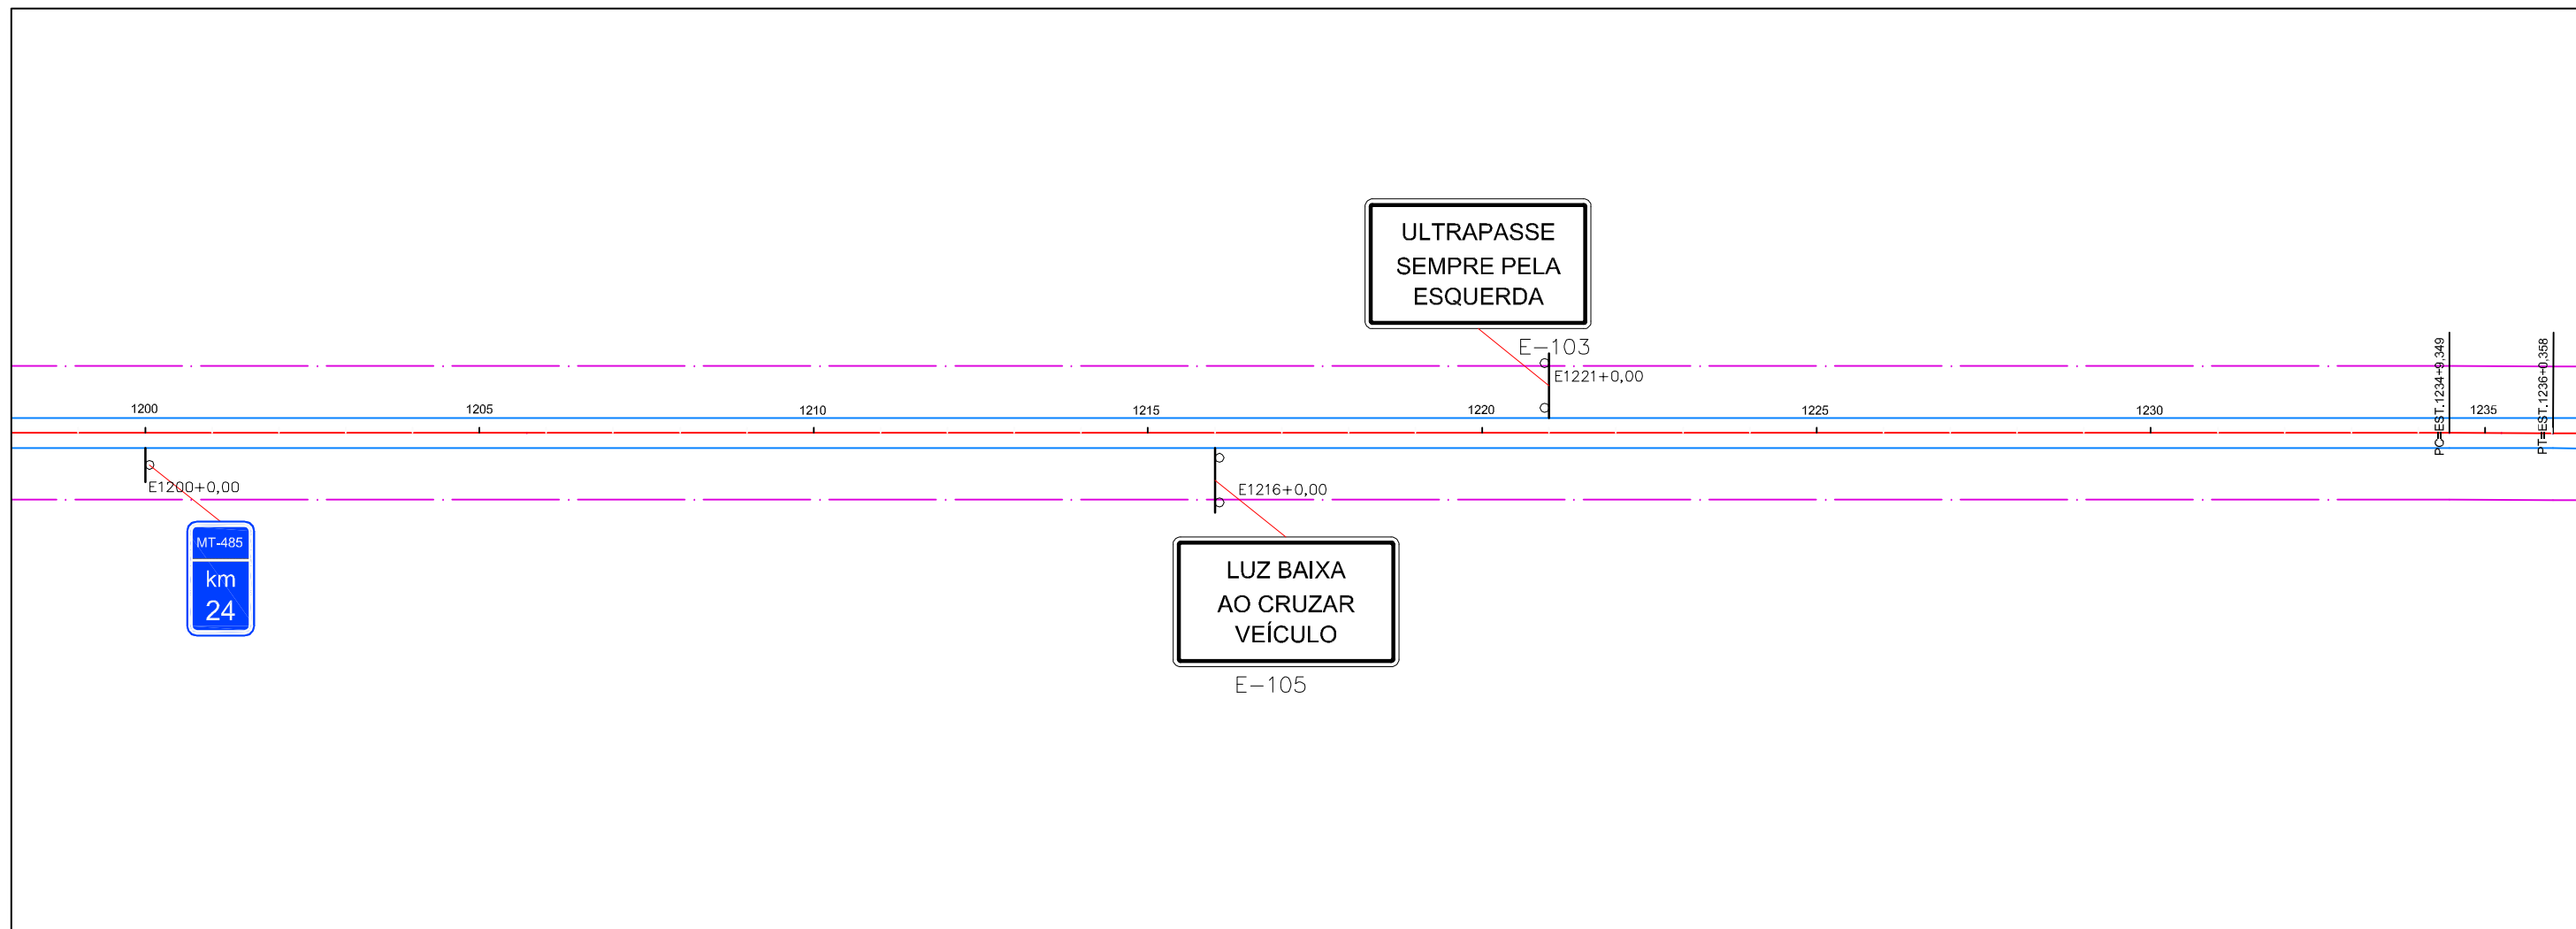 ULTRAPASSE
SEMPRE PELA
ESQUERDA
E-103
E1221+0,00
PC=EST.1234+9,349
PT=EST.1236+0,358
1200
1205
1210
1215
1220
1225
1230
1235
E1200+0,00
E1216+0,00
MT-485
km
24
LUZ BAIXA
AO CRUZAR
VEÍCULO
E-105